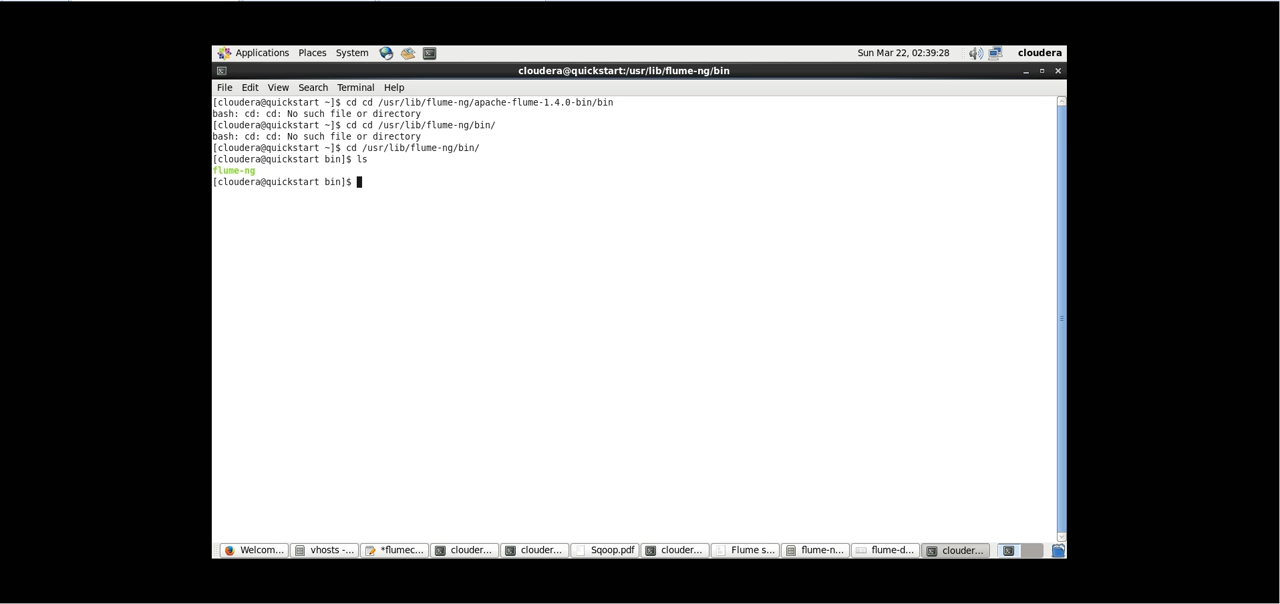 Applications Places System Sun Mar 22, 02:39:28 cloudera
cloudera@quickstart:/usr/lib/flume-ng/bin
File Edit View Search Terminal Help
[cloudera@quickstart ~]$ cd cd /usr/lib/flume-ng/apache-flume-1.4.0-bin/bin
bash: cd: cd: No such file or directory
[cloudera@quickstart ~]$ cd cd /usr/lib/flume-ng/bin/
bash: cd: cd: No such file or directory
[cloudera@quickstart ~]$ cd /usr/lib/flume-ng/bin/
[cloudera@quickstart bin]$ ls
flume-ng
[cloudera@quickstart bin]$
Welcom... vhosts -... *flumec... clouder... clouder... Sqoop.pdf clouder... Flume s... flume-n... flume-d... clouder...